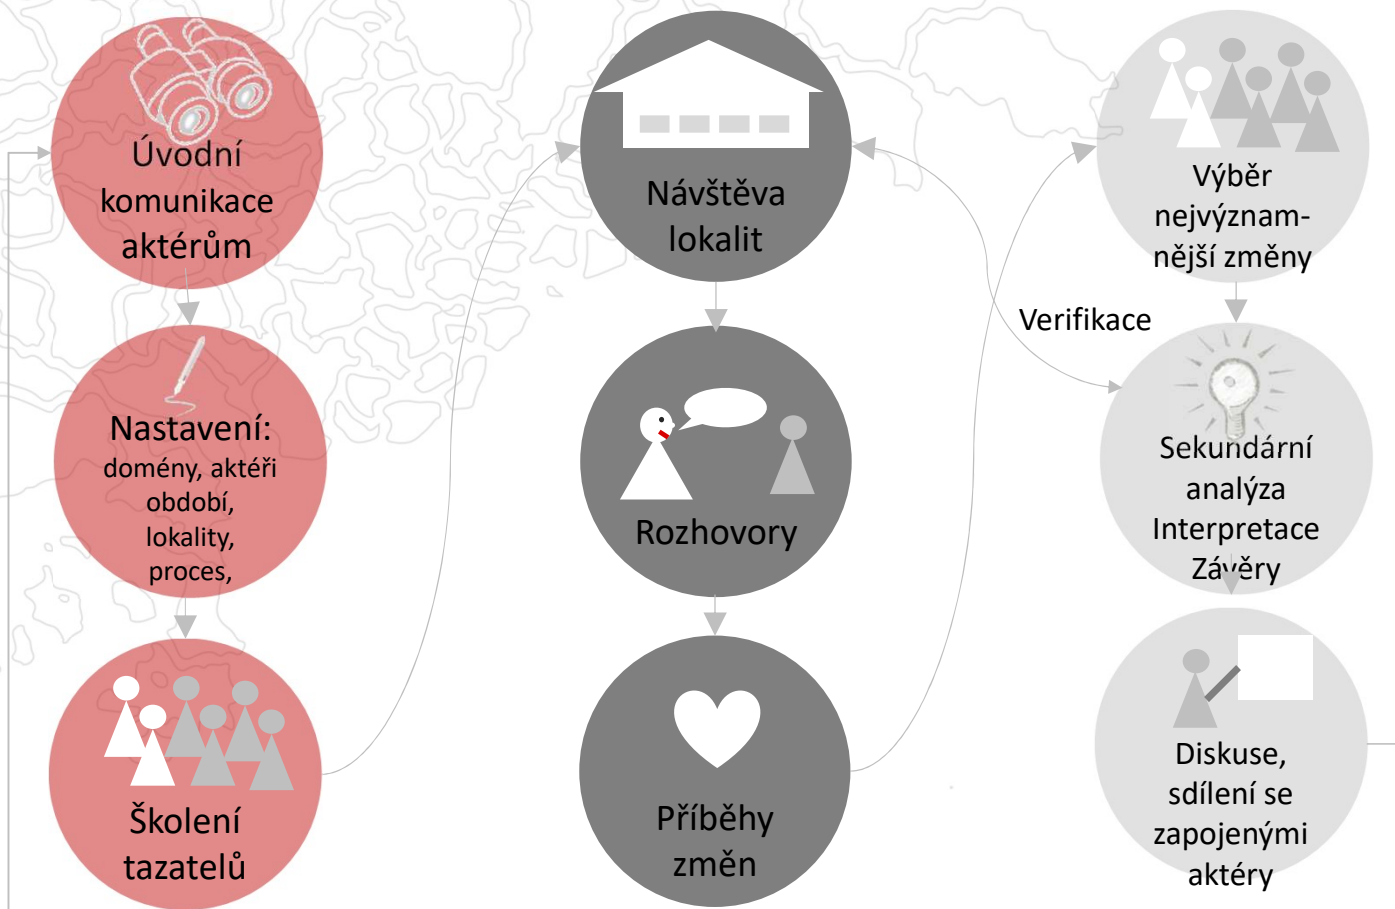 Úvodní
komunikace
aktérům
Nastavení:
domény, aktéři
období,
lokality,
proces,
Školení
tazatelů
Návštěva
lokalit
Rozhovory
Příběhy
změn
Výběr
nejvýznam-
nější změny
Verifikace
Sekundární
analýza
Interpretace
Závěry
Diskuse,
sdílení se
zapojenými
aktéry